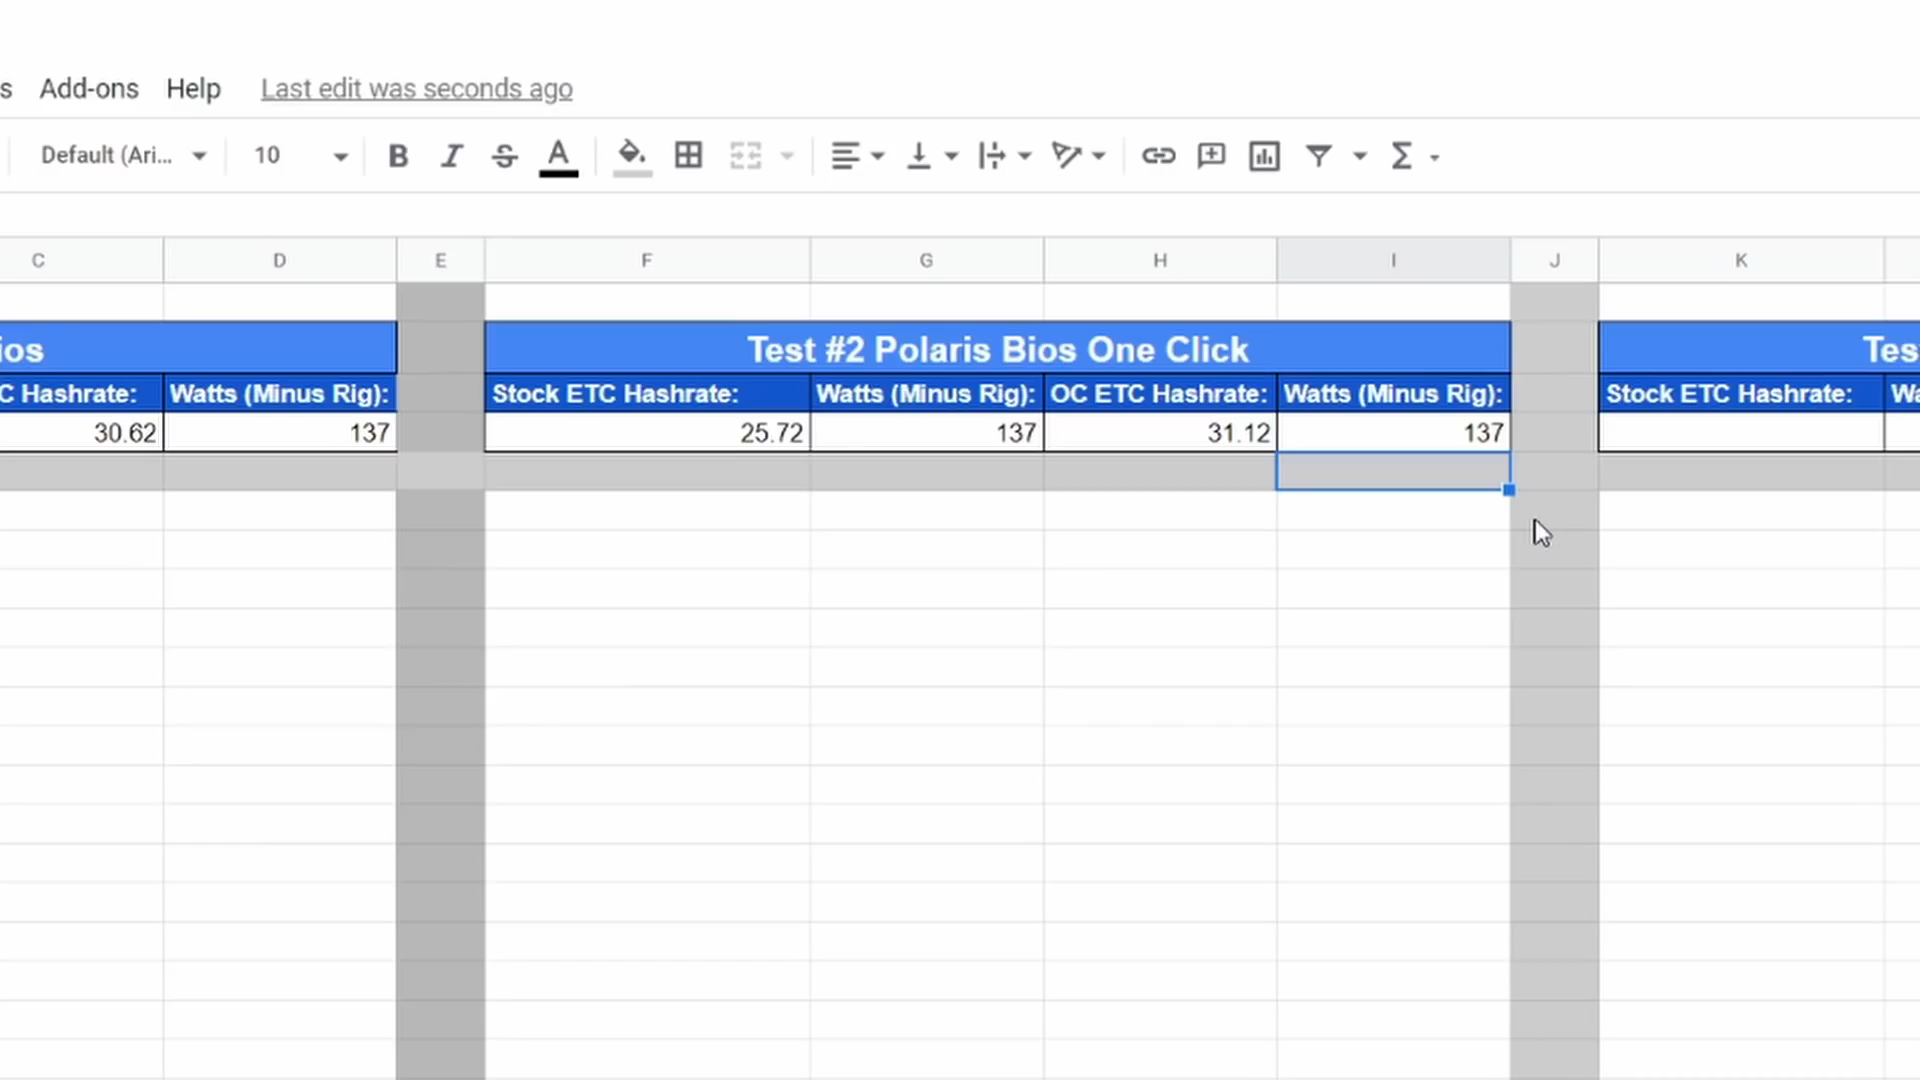 s Add-ons Help Last edit was seconds ago
Default (Ari... 10 B I S A Σ
C D E F G H I J K
ios Test #2 Polaris Bios One Click Tes
C Hashrate: Watts (Minus Rig): Stock ETC Hashrate: Watts (Minus Rig): OC ETC Hashrate: Watts (Minus Rig): Stock ETC Hashrate: Wa
30.62 137 25.72 137 31.12 137